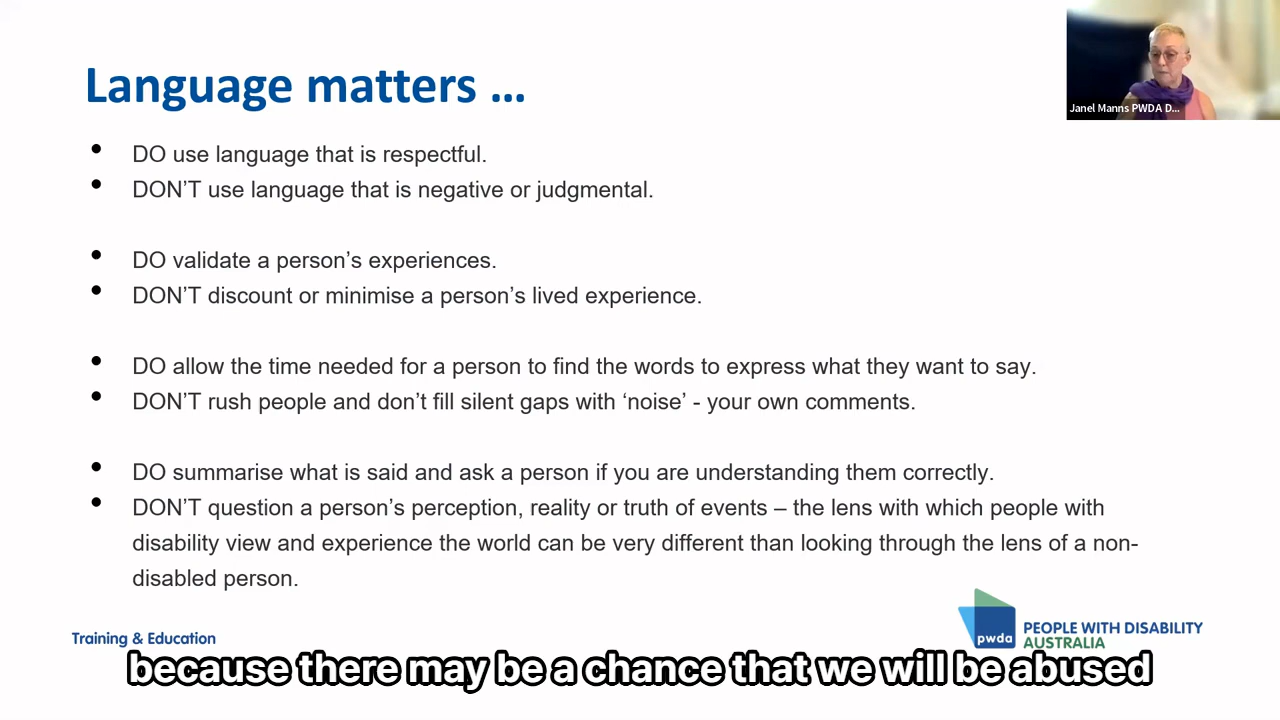 Language matters ...
Janel Manns PWDA D...
• DO use language that is respectful.
• DON’T use language that is negative or judgmental.
• DO validate a person’s experiences.
• DON’T discount or minimise a person’s lived experience.
• DO allow the time needed for a person to find the words to express what they want to say.
• DON’T rush people and don’t fill silent gaps with ‘noise’ - your own comments.
• DO summarise what is said and ask a person if you are understanding them correctly.
• DON’T question a person’s perception, reality or truth of events – the lens with which people with
disability view and experience the world can be very different than looking through the lens of a non-
disabled person.
Training & Education
pwda
PEOPLE WITH DISABILITY
AUSTRALIA
because there may be a chance that we will be abused